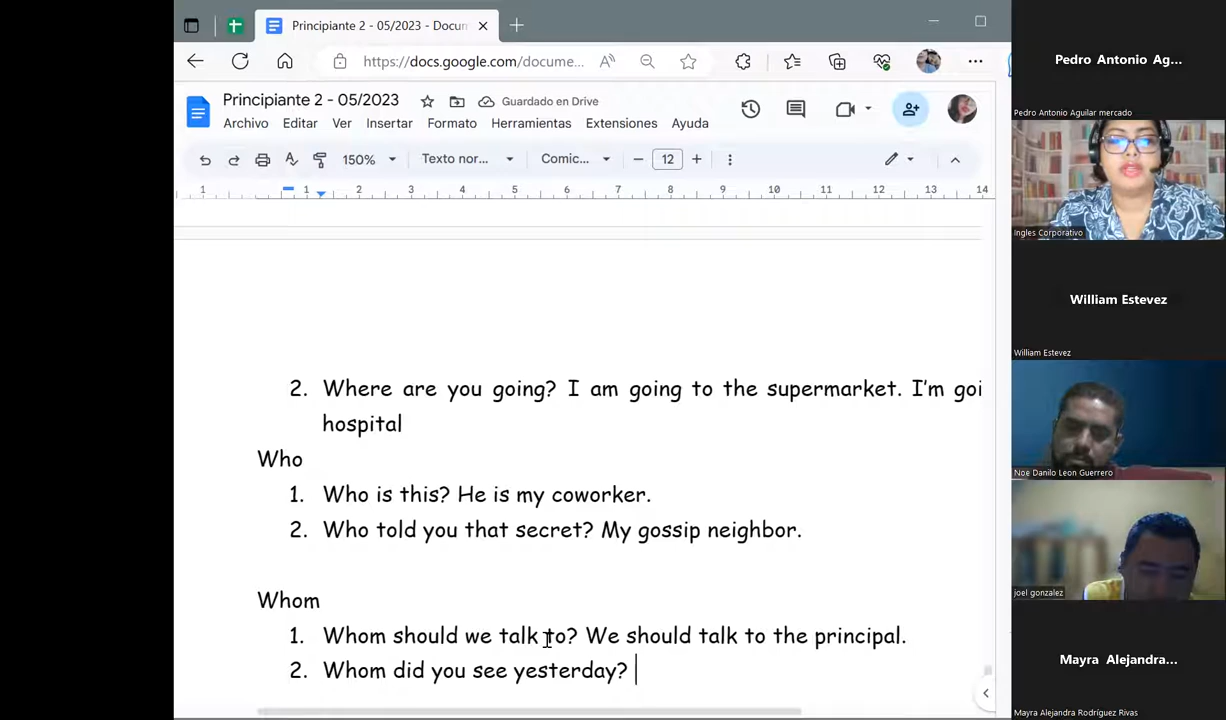 Principiante 2 - 05/2023 - Docum
https://docs.google.com/docume...
Principiante 2 - 05/2023
Guardado en Drive
Archivo Editar Ver Insertar Formato Herramientas Extensiones Ayuda
150% Texto nor... Comic... 12
1 1 2 3 4 5 6 7 8 9 10 11 12 13 14
2. Where are you going? I am going to the supermarket. I'm goi
hospital
Who
1. Who is this? He is my coworker.
2. Who told you that secret? My gossip neighbor.
Whom
1. Whom should we talk to? We should talk to the principal.
2. Whom did you see yesterday?
Pedro Antonio Ag...
Pedro Antonio Aguilar mercado
Ingles Corporativo
William Estevez
William Estevez
Noe Danilo Leon Guerrero
joel gonzalez
Mayra Alejandra...
Mayra Alejandra Rodríguez Rivas